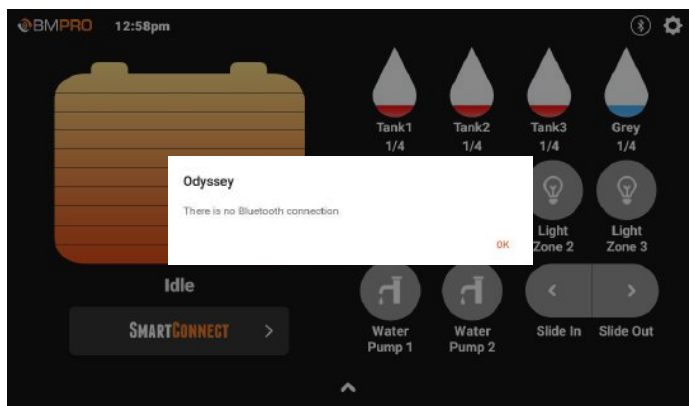 BMPRO 12:58pm
Tank1 Tank2 Tank3 Grey
1/4 1/4 1/4 1/4
Odyssey
There is no Bluetooth connection
OK
Light Zone 2
Light Zone 3
Idle
SMARTCONNECT
Water Pump 1
Water Pump 2
Slide In
Slide Out